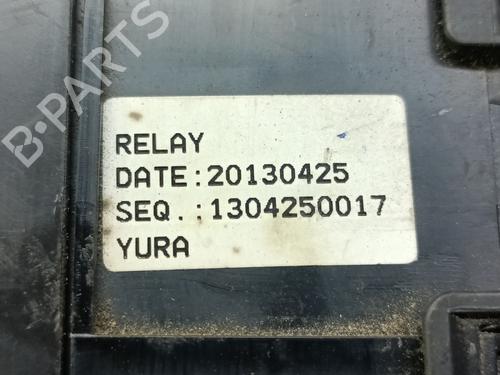 B-PARTS
RELAY
DATE:20130425
SEQ.:1304250017
YURA